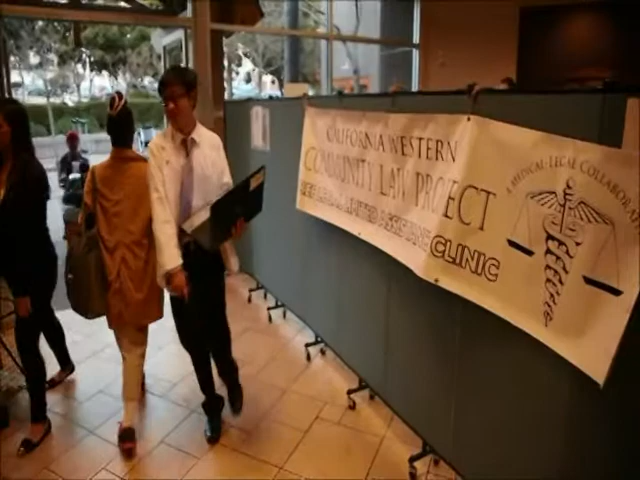 CALIFORNIA WESTERN
COMMUNITY LAW PROJECT
CLINIC
A MEDICAL-LEGAL COLLABORATIVE